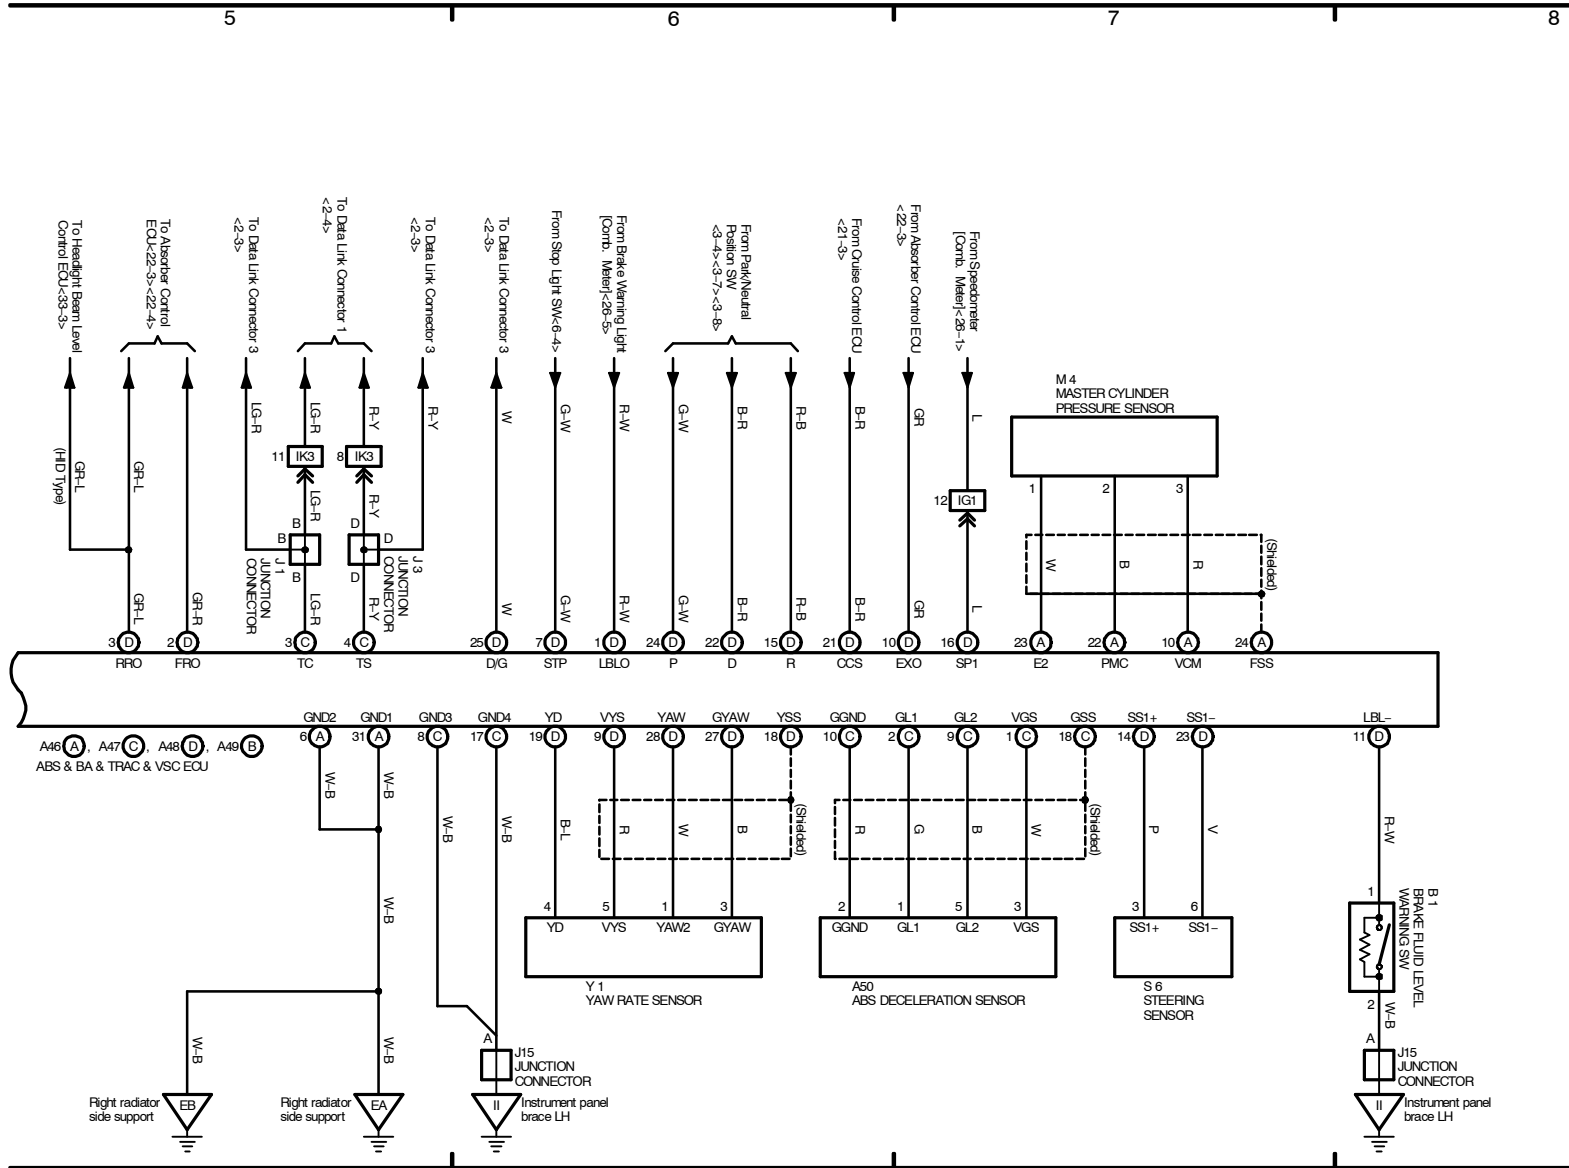 5
6
7
8
To Headlight Beam Level
Control ECU<33−3>
To Absorber Control
ECU<22−3><22−4>
To Data Link Connector 3
<2−3>
To Data Link Connector 1
<2−4>
To Data Link Connector 3
<2−3>
To Data Link Connector 3
<2−3>
From Stop Light SW<6−4>
From Brake Warning Light
[Comb. Meter]<26−5>
From Park/Neutral
Position SW
<3−4><3−7><3−8>
From Cruise Control ECU
<21−3>
From Absorber Control ECU
<22−3>
From Speedometer
[Comb. Meter]<26−1>
M 4
MASTER CYLINDER
PRESSURE SENSOR
GR−L
(HID Type)
GR−L
LG−R
LG−R
R−Y
R−Y
W
G−W
R−W
G−W
B−R
R−B
B−R
GR
L
11 IK3
8 IK3
12 IG1
1
2
3
LG−R
R−Y
B
B
B
D
D
D
J 1
JUNCTION
CONNECTOR
J 3
JUNCTION
CONNECTOR
(Shielded)
W
B
R
GR−L
GR−R
LG−R
R−Y
W
G−W
R−W
G−W
B−R
R−B
B−R
GR
L
3 D
2 D
3 C
4 C
25 D
7 D
1 D
24 D
22 D
15 D
21 D
10 D
16 D
23 A
22 A
10 A
24 A
RRO
FRO
TC
TS
D/G
STP
LBLO
P
D
R
CCS
EXO
SP1
E2
PMC
VCM
FSS
GND2
GND1
GND3
GND4
YD
VYS
YAW
GYAW
YSS
GGND
GL1
GL2
VGS
GSS
SS1+
SS1−
LBL−
6 A
31 A
8 C
17 C
19 D
9 D
28 D
27 D
18 D
10 C
2 C
9 C
1 C
18 C
14 D
23 D
11 D
A46 A , A47 C , A48 D , A49 B
ABS & BA & TRAC & VSC ECU
W−B
W−B
W−B
W−B
B−L
R
W
B
(Shielded)
R
G
B
W
(Shielded)
P
V
R−W
W−B
4
5
1
3
2
1
5
3
3
6
1
YD
VYS
YAW2
GYAW
GGND
GL1
GL2
VGS
SS1+
SS1−
B 1
BRAKE FLUID LEVEL
WARNING SW
Y 1
YAW RATE SENSOR
A50
ABS DECELERATION SENSOR
S 6
STEERING
SENSOR
2
W−B
W−B
W−B
A
J15
JUNCTION
CONNECTOR
A
J15
JUNCTION
CONNECTOR
Right radiator
side support
EB
Right radiator
side support
EA
II
Instrument panel
brace LH
II
Instrument panel
brace LH